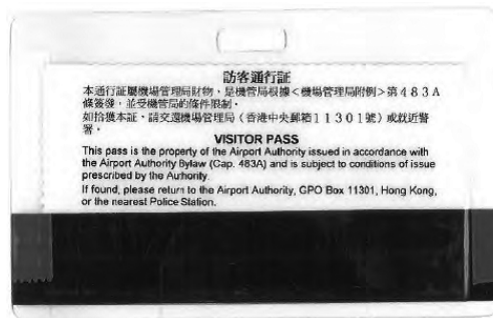 訪客通行証
本通行証屬機場管理局財物，是機管局根據<機場管理局附例>第483A
條簽發，並受機管局的條件限制。
如拾獲本証，請交還機場管理局（香港中央郵箱11301號）或就近警
署。
VISITOR PASS
This pass is the property of the Airport Authority issued in accordance with
the Airport Authority Bylaw (Cap. 483A) and is subject to conditions of issue
prescribed by the Authority.
If found, please return to the Airport Authority, GPO Box 11301, Hong Kong,
or the nearest Police Station.